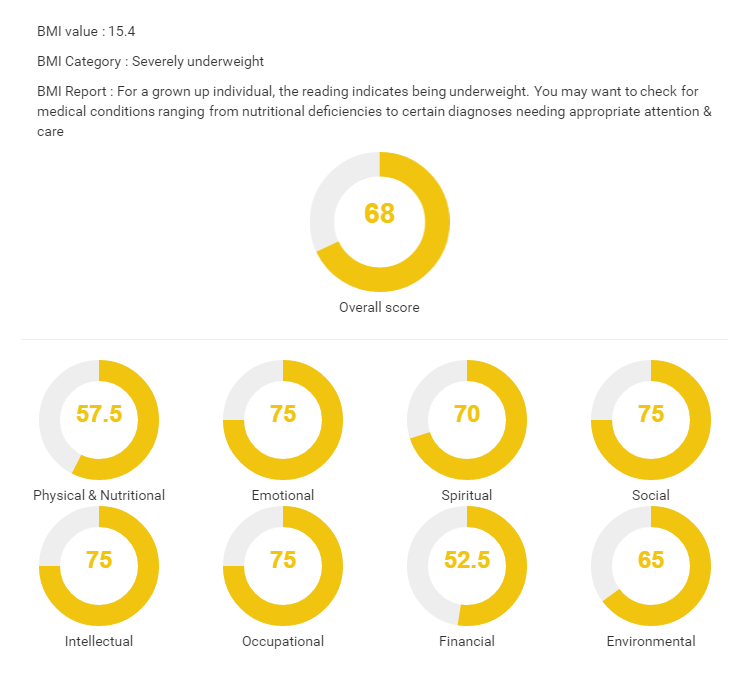 BMI value : 15.4
BMI Category : Severely underweight
BMI Report : For a grown up individual, the reading indicates being underweight. You may want to check for
medical conditions ranging from nutritional deficiencies to certain diagnoses needing appropriate attention &
care
68
Overall score
57.5
75
70
75
Physical & Nutritional
Emotional
Spiritual
Social
75
75
52.5
65
Intellectual
Occupational
Financial
Environmental